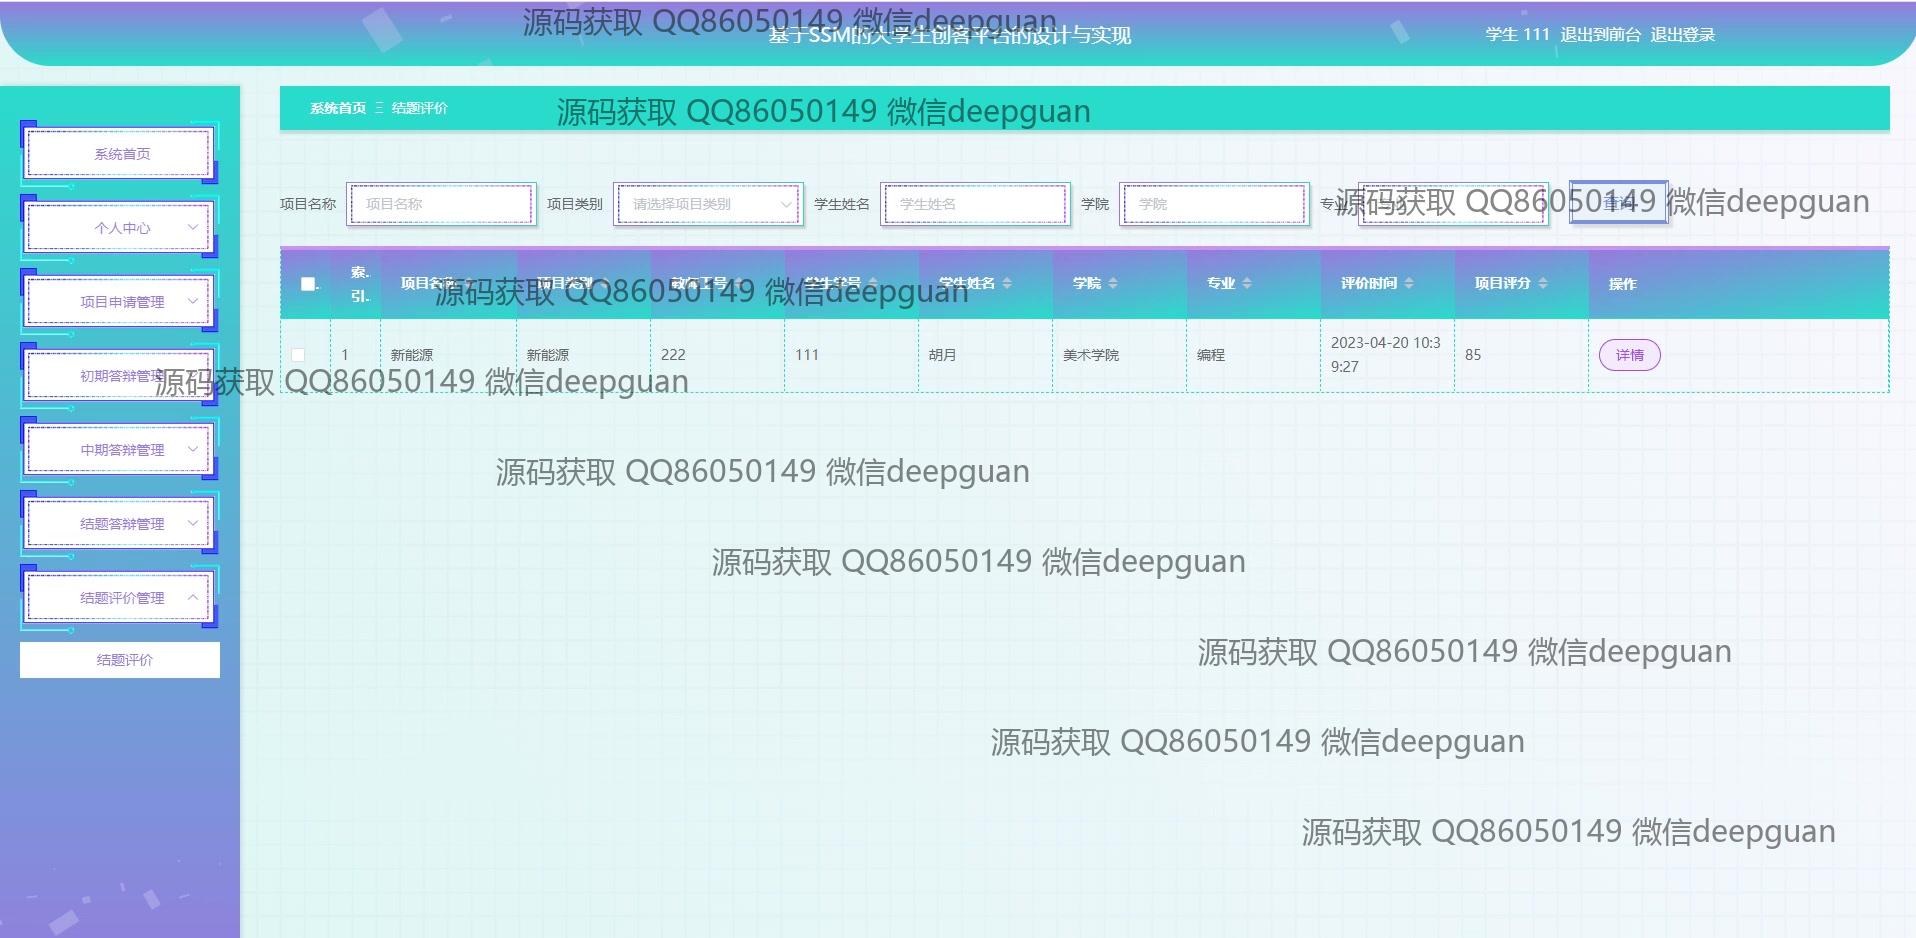 源码获取 QQ86050149 微信deepguan
基于SSM的大学生创客平台的设计与实现
学生 111 退出到前台 退出登录
系统首页 结题评价
源码获取 QQ86050149 微信deepguan
系统首页
个人中心
项目申请管理
初期答辩管理
中期答辩管理
结题答辩管理
结题评价管理
结题评价
项目名称 项目名称 项目类别 请选择项目类别 学生姓名 学生姓名 学院 学院 专业 查询
源码获取 QQ86050149 微信deepguan
索引 项目名称 项目类别 教师工号 学生学号 学生姓名 学院 专业 评价时间 项目评分 操作
源码获取 QQ86050149 微信deepguan
1 新能源 新能源 222 111 胡月 美术学院 编程 2023-04-20 10:39:27 85 详情
源码获取 QQ86050149 微信deepguan
源码获取 QQ86050149 微信deepguan
源码获取 QQ86050149 微信deepguan
源码获取 QQ86050149 微信deepguan
源码获取 QQ86050149 微信deepguan
源码获取 QQ86050149 微信deepguan